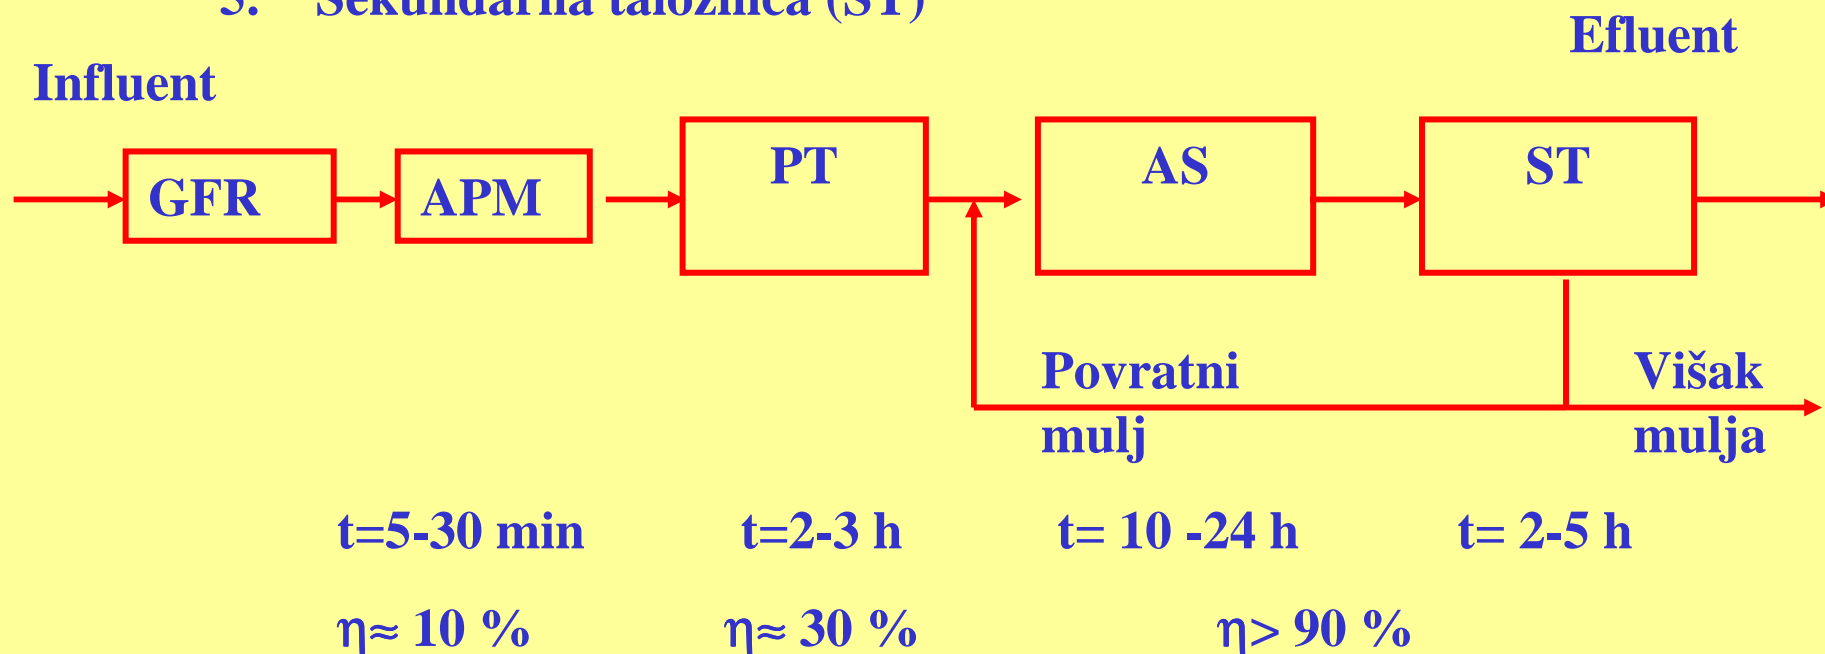 5. Sekundarna taložnica (ST)
Efluent
Influent
GFR
APM
PT
AS
ST
Povratni
mulj
Višak
mulja
t=5-30 min
t=2-3 h
t= 10 -24 h
t= 2-5 h
η≈ 10 %
η≈ 30 %
η> 90 %